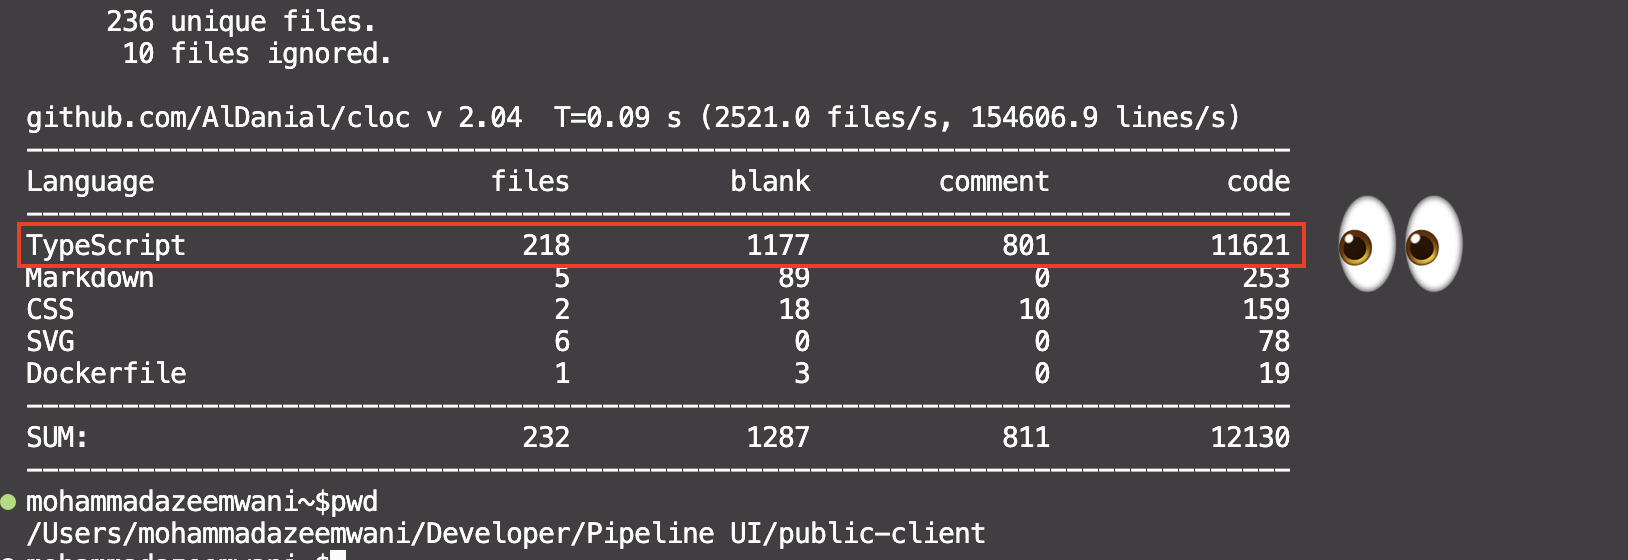 236 unique files.
10 files ignored.
github.com/AlDanial/cloc v 2.04  T=0.09 s (2521.0 files/s, 154606.9 lines/s)
-------------------------------------------------------------------------------
Language                     files          blank        comment           code
-------------------------------------------------------------------------------
TypeScript                     218           1177            801          11621
Markdown                         5             89              0            253
CSS                              2             18             10            159
SVG                              6              0              0             78
Dockerfile                       1              3              0             19
-------------------------------------------------------------------------------
SUM:                           232           1287            811          12130
-------------------------------------------------------------------------------
mohammadazeemwani~$pwd
/Users/mohammadazeemwani/Developer/Pipeline UI/public-client
mohammadazeemwani~$